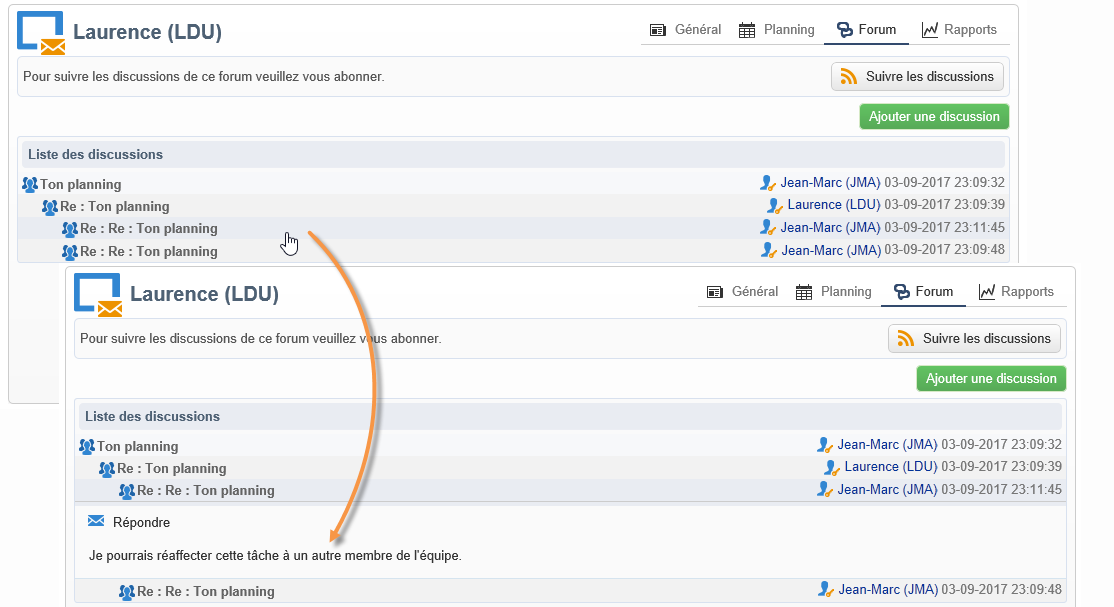 Laurence (LDU)
Général Planning Forum Rapports
Pour suivre les discussions de ce forum veuillez vous abonner.
Suivre les discussions
Ajouter une discussion
Liste des discussions
Ton planning Jean-Marc (JMA) 03-09-2017 23:09:32
Re : Ton planning Laurence (LDU) 03-09-2017 23:09:39
Re : Re : Ton planning Jean-Marc (JMA) 03-09-2017 23:11:45
Re : Re : Ton planning Jean-Marc (JMA) 03-09-2017 23:09:48
Laurence (LDU)
Général Planning Forum Rapports
Pour suivre les discussions de ce forum veuillez vous abonner.
Suivre les discussions
Ajouter une discussion
Liste des discussions
Ton planning Jean-Marc (JMA) 03-09-2017 23:09:32
Re : Ton planning Laurence (LDU) 03-09-2017 23:09:39
Re : Re : Ton planning Jean-Marc (JMA) 03-09-2017 23:11:45
Répondre
Je pourrais réaffecter cette tâche à un autre membre de l'équipe.
Re : Re : Ton planning Jean-Marc (JMA) 03-09-2017 23:09:48